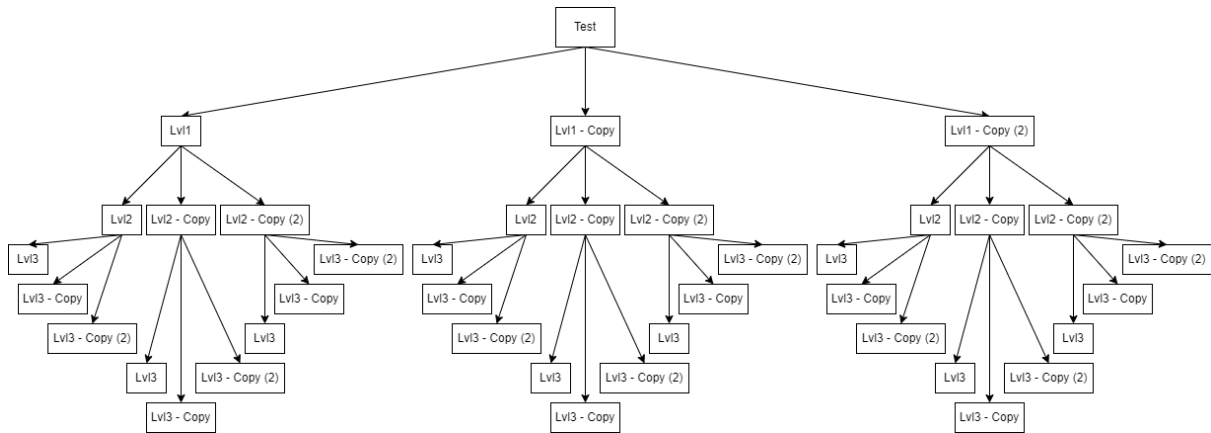 Test
Lvl1
Lvl1 - Copy
Lvl1 - Copy (2)
Lvl2
Lvl2 - Copy
Lvl2 - Copy (2)
Lvl2
Lvl2 - Copy
Lvl2 - Copy (2)
Lvl2
Lvl2 - Copy
Lvl2 - Copy (2)
Lvl3
Lvl3 - Copy (2)
Lvl3
Lvl3 - Copy (2)
Lvl3
Lvl3 - Copy (2)
Lvl3 - Copy
Lvl3 - Copy
Lvl3 - Copy
Lvl3 - Copy
Lvl3 - Copy
Lvl3 - Copy
Lvl3 - Copy (2)
Lvl3
Lvl3 - Copy (2)
Lvl3
Lvl3 - Copy (2)
Lvl3
Lvl3
Lvl3 - Copy (2)
Lvl3
Lvl3 - Copy (2)
Lvl3
Lvl3 - Copy (2)
Lvl3 - Copy
Lvl3 - Copy
Lvl3 - Copy